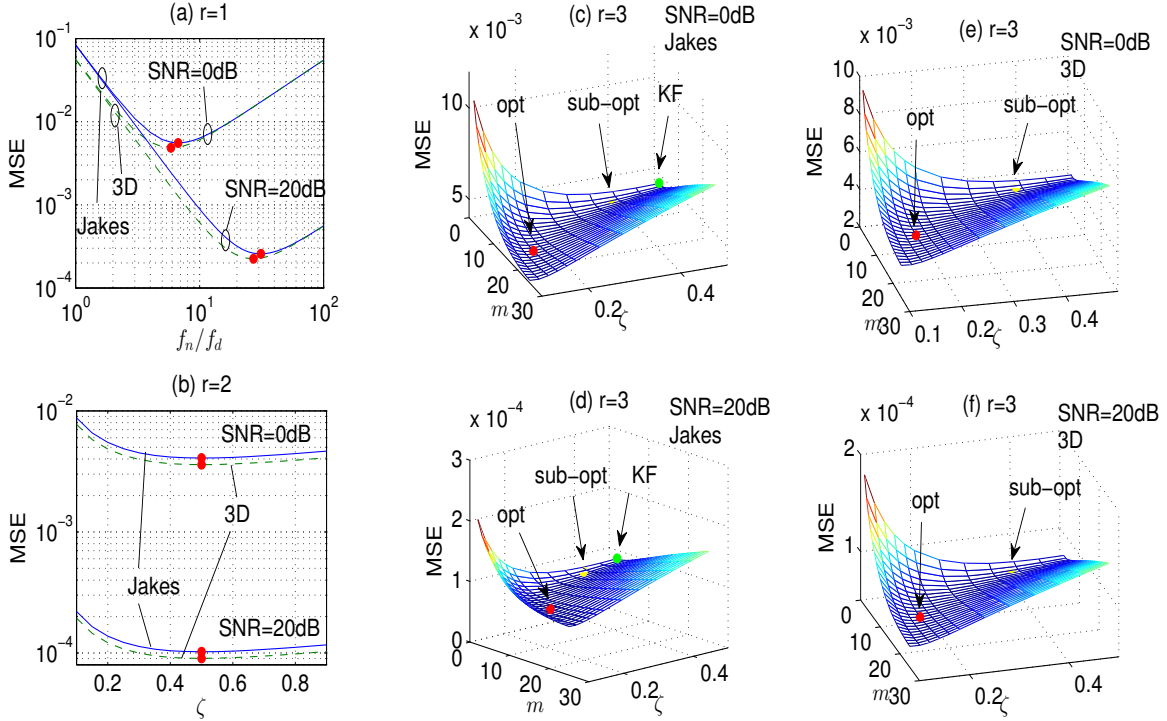 (a) r=1
10^-1
10^-2
10^-3
10^-4
MSE
SNR=0dB
SNR=20dB
3D
Jakes
10^0
10^1
10^2
f_n/f_d
(b) r=2
10^-2
10^-3
10^-4
MSE
SNR=0dB
3D
Jakes
SNR=20dB
0.2
0.4
0.6
0.8
ζ
(c) r=3
SNR=0dB
Jakes
x 10^-3
opt
sub-opt
KF
MSE
10
5
0
10
20
30
m
0.2
0.4
ζ
(d) r=3
SNR=20dB
Jakes
x 10^-4
opt
sub-opt
KF
MSE
3
2
1
0
0
10
20
30
m
0.2
0.4
ζ
(e) r=3
SNR=0dB
3D
x 10^-3
opt
sub-opt
MSE
10
8
6
4
2
0
10
20
30
m
0.1
0.2
0.3
0.4
ζ
(f) r=3
SNR=20dB
3D
x 10^-4
opt
sub-opt
MSE
2
1
0
0
10
20
30
m
0.2
0.4
ζ